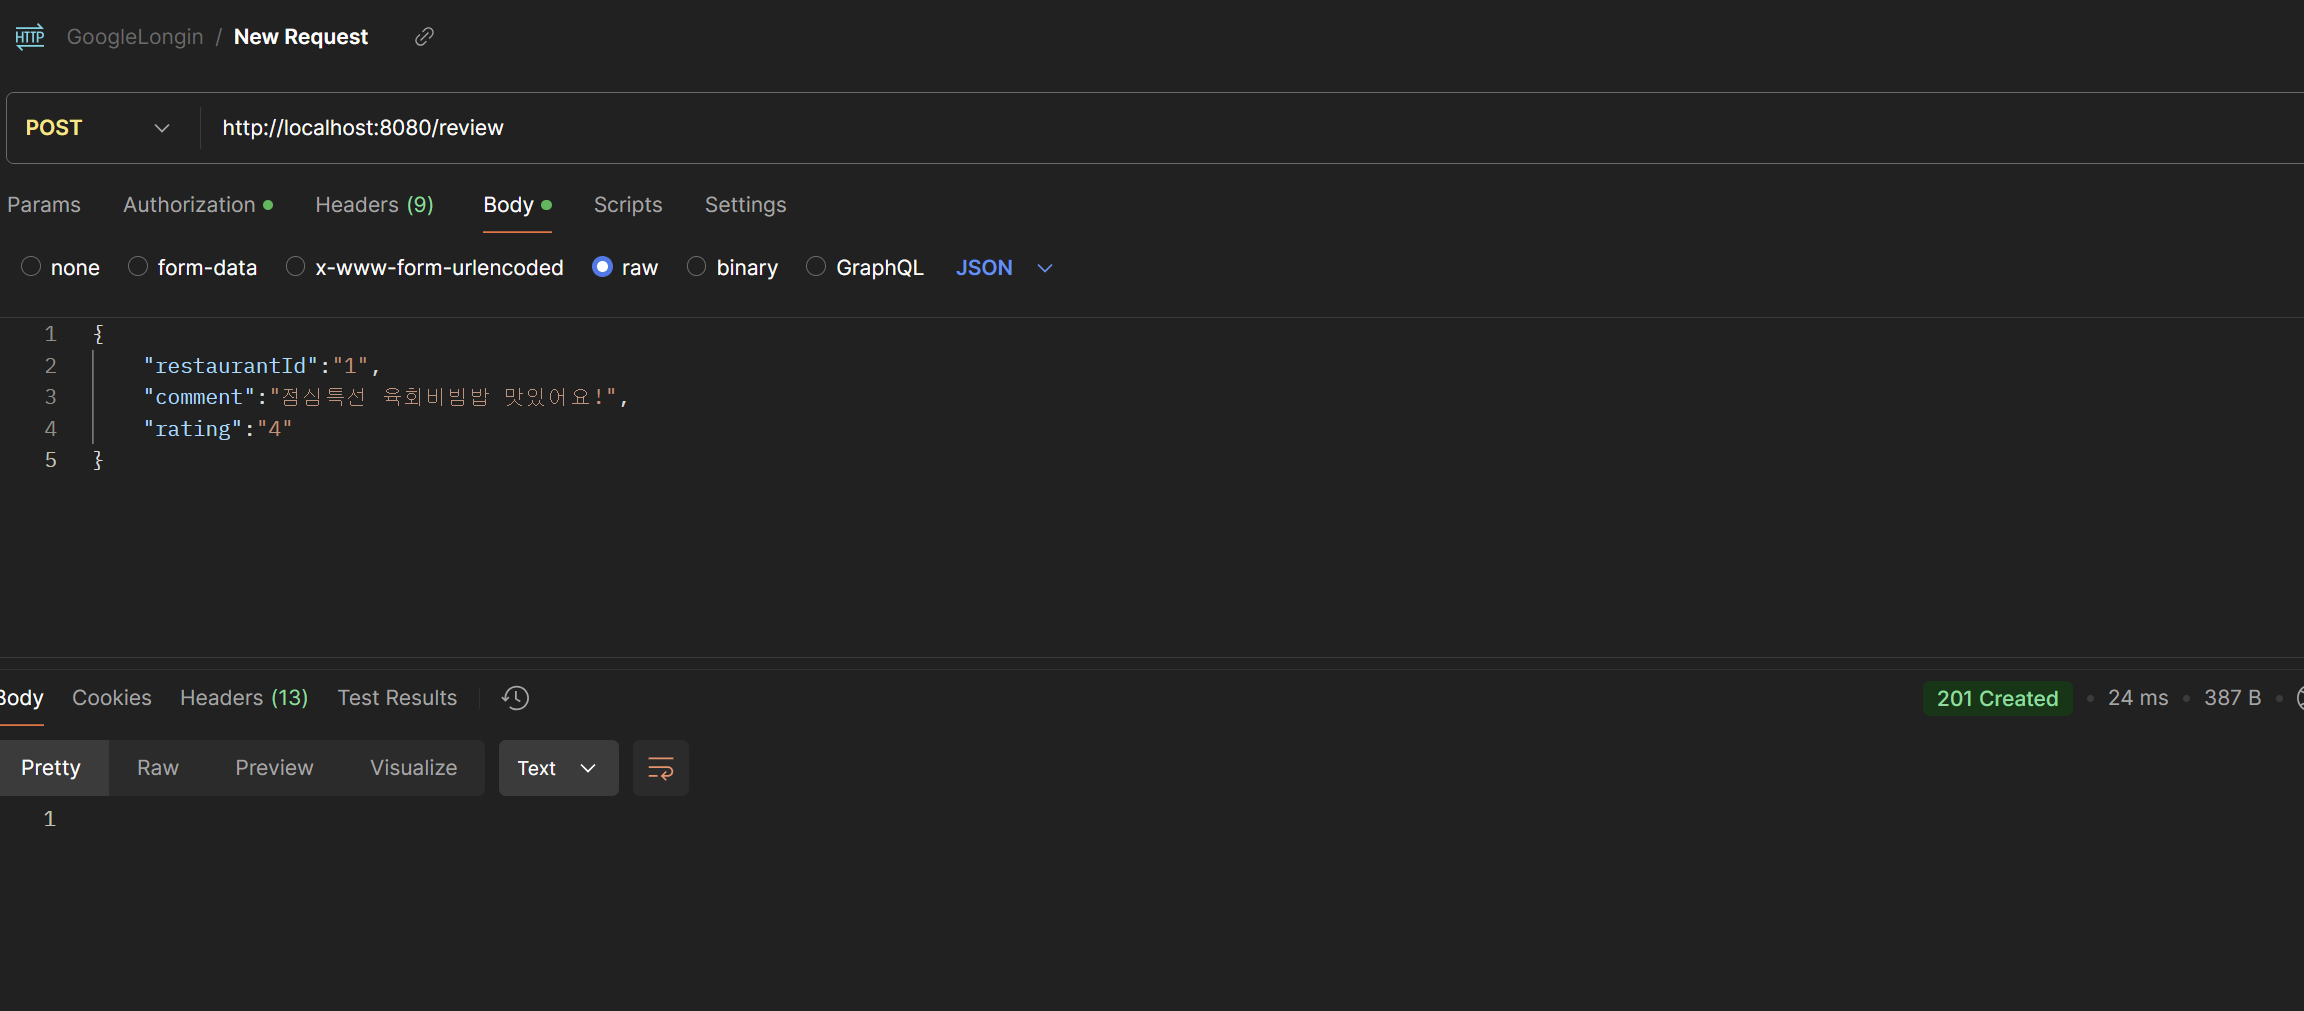 HTTP GoogleLongin / New Request
POST http://localhost:8080/review
Params Authorization Headers (9) Body Scripts Settings
none form-data x-www-form-urlencoded raw binary GraphQL JSON
1 {
2 "restaurantId":"1",
3 "comment":"점심특선 육회비빔밥 맛있어요!",
4 "rating":"4"
5 }
Body Cookies Headers (13) Test Results 201 Created • 24 ms • 387 B •
Pretty Raw Preview Visualize Text
1